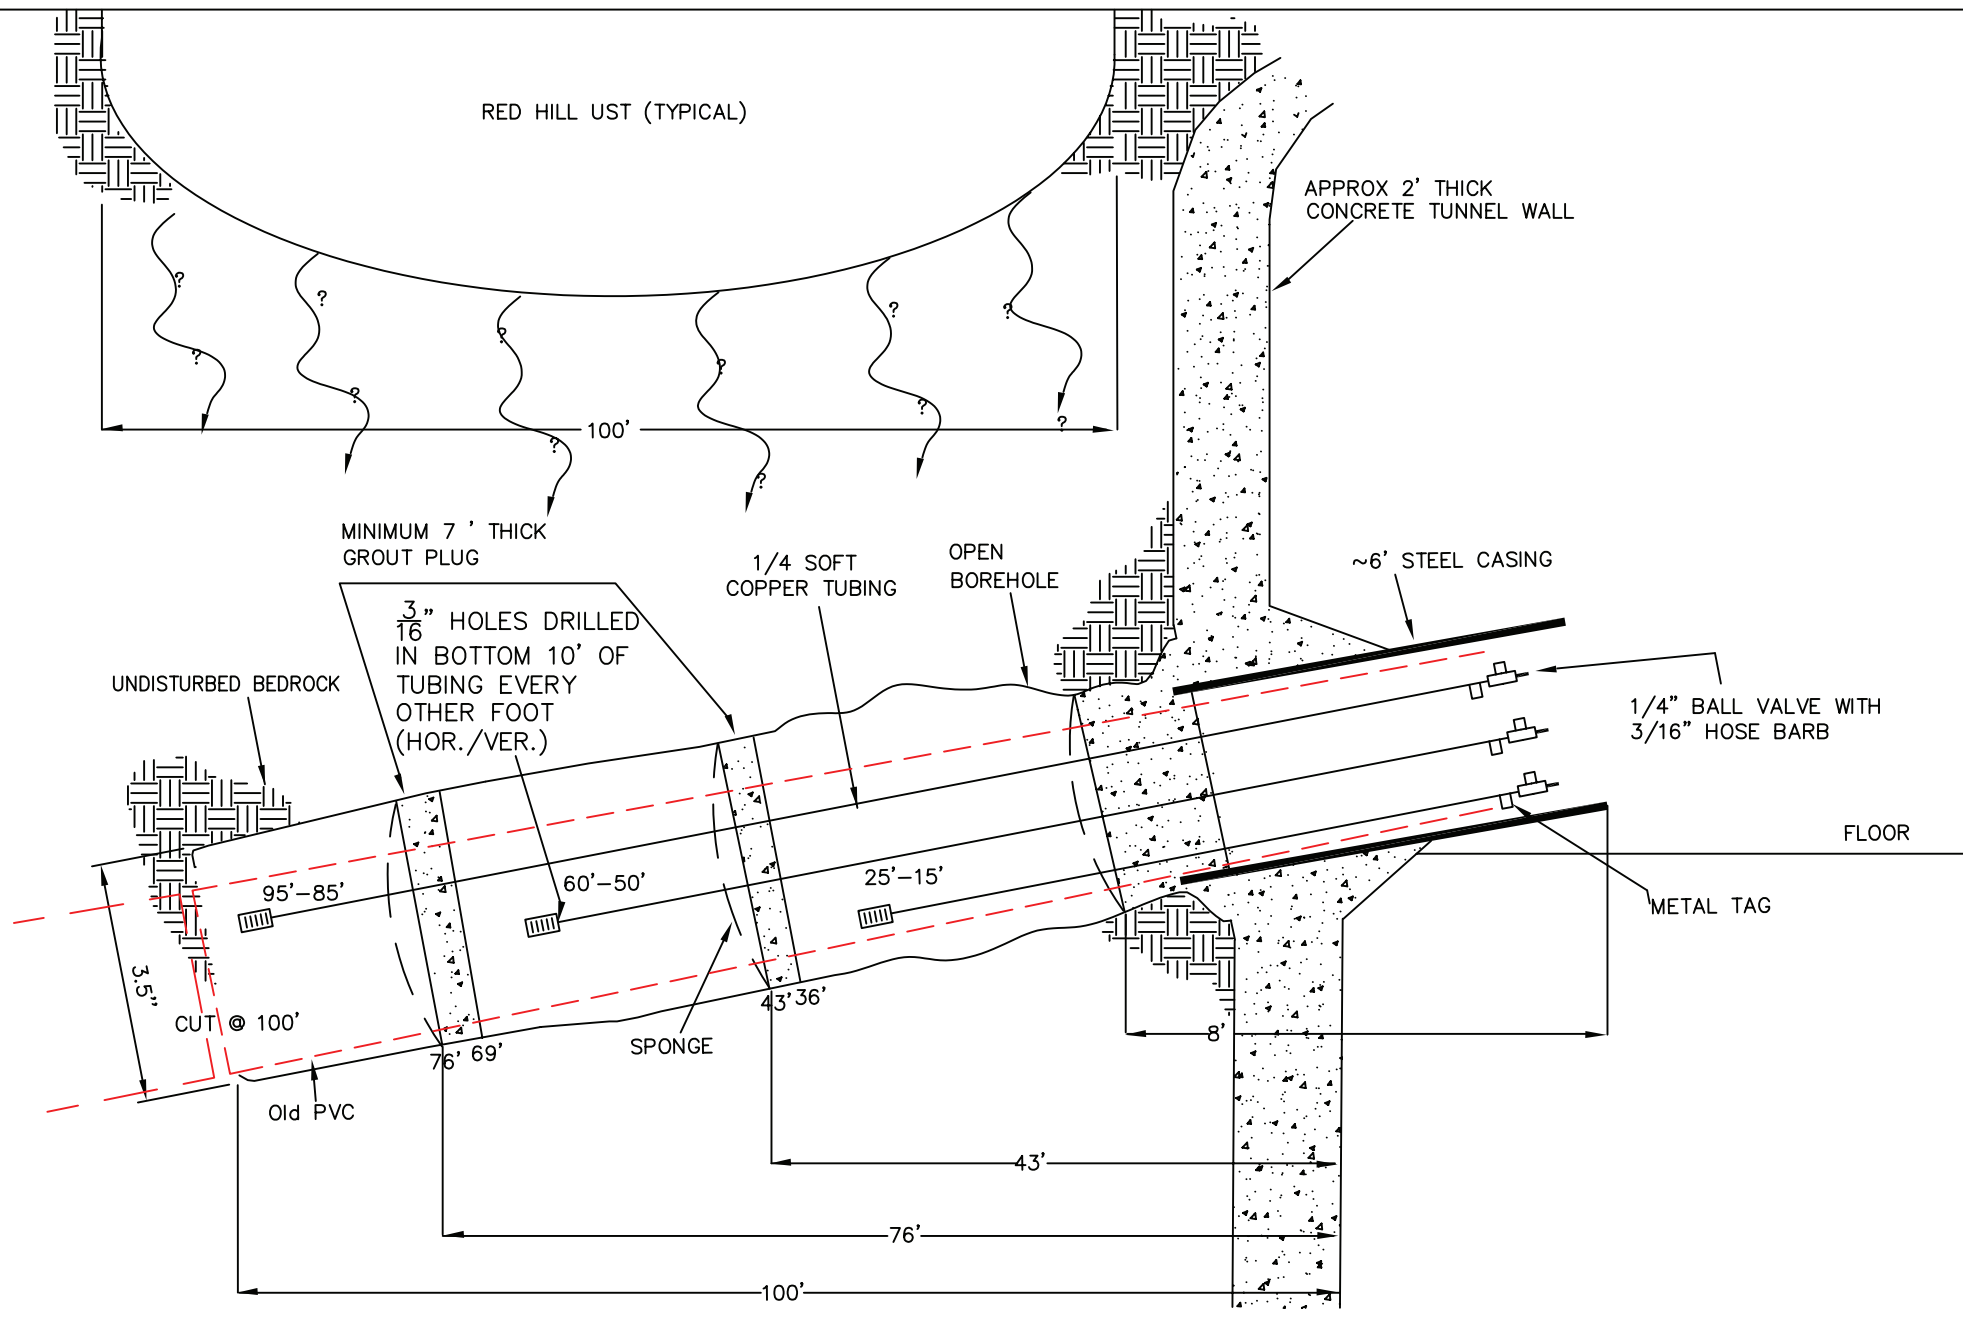 RED HILL UST (TYPICAL)
APPROX 2' THICK
CONCRETE TUNNEL WALL
?
?
?
?
?
?
?
?
?
?
?
?
100'
MINIMUM 7 ' THICK
GROUT PLUG
1/4 SOFT
COPPER TUBING
OPEN
BOREHOLE
~6' STEEL CASING
3/16" HOLES DRILLED
IN BOTTOM 10' OF
TUBING EVERY
OTHER FOOT
(HOR./VER.)
UNDISTURBED BEDROCK
1/4" BALL VALVE WITH
3/16" HOSE BARB
FLOOR
95'-85'
60'-50'
25'-15'
METAL TAG
3.5"
CUT @ 100'
43' 36'
SPONGE
76' 69'
8'
Old PVC
43'
76'
100'